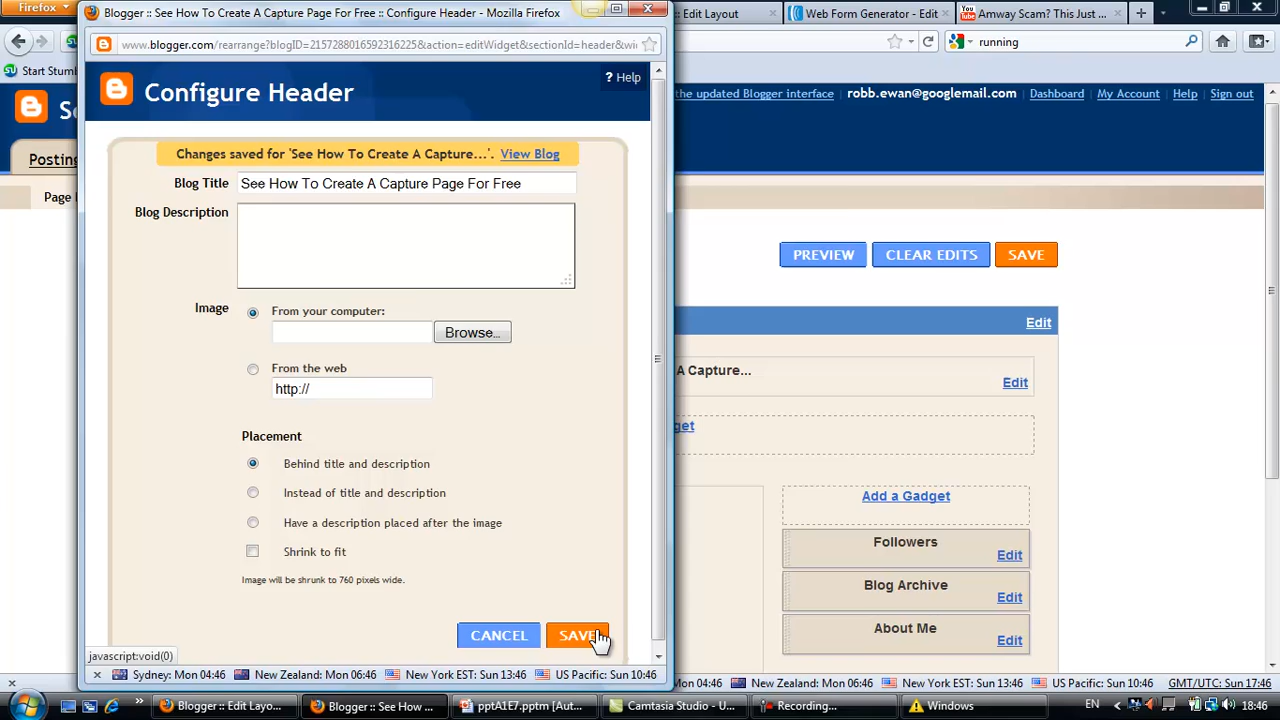 Firefox
Blogger :: See How To Create A Capture Page For Free :: Configure Header - Mozilla Firefox
Edit Layout
Web Form Generator - Edit
Amway Scam? This Just ...
www.blogger.com/rearrange?blogID=2157288016592316225&action=editWidget&sectionId=header&wi
running
Start Stumb
Configure Header
? Help
the updated Blogger interface
robb.ewan@googlemail.com
Dashboard
My Account
Help
Sign out
Posting
Page
Changes saved for 'See How To Create A Capture...'. View Blog
Blog Title
See How To Create A Capture Page For Free
Blog Description
PREVIEW
CLEAR EDITS
SAVE
Image
From your computer:
Browse...
From the web
http://
Placement
Behind title and description
Instead of title and description
Have a description placed after the image
Shrink to fit
Image will be shrunk to 760 pixels wide.
CANCEL
SAVE
Edit
A Capture...
Edit
get
Add a Gadget
Followers
Edit
Blog Archive
Edit
About Me
Edit
javascript:void(0)
Sydney: Mon 04:46
New Zealand: Mon 06:46
New York EST: Sun 13:46
US Pacific: Sun 10:46
Mon 04:46
New Zealand: Mon 06:46
New York EST: Sun 13:46
US Pacific: Sun 10:46
GMT/UTC: Sun 17:46
Blogger :: Edit Layo...
Blogger :: See How ...
pptA1E7.pptm [Aut...
Camtasia Studio - U...
Recording...
Windows
EN
18:46